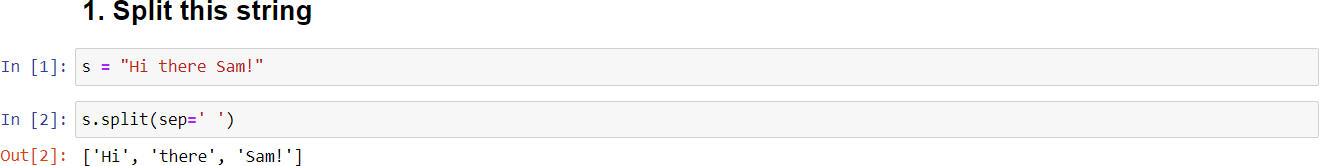 1. Split this string
In [1]: s = "Hi there Sam!"
In [2]: s.split(sep=' ')
Out[2]: ['Hi', 'there', 'Sam!']